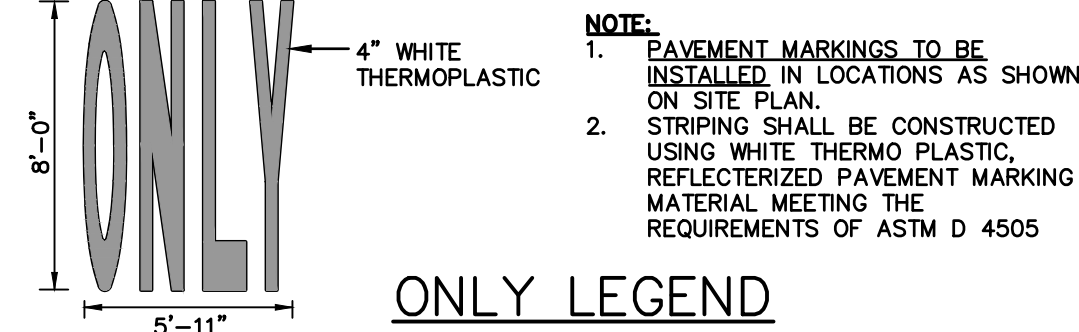 ONLY
4" WHITE
THERMOPLASTIC
8'-0"
5'-11"
NOTE:
1. PAVEMENT MARKINGS TO BE
INSTALLED IN LOCATIONS AS SHOWN
ON SITE PLAN.
2. STRIPING SHALL BE CONSTRUCTED
USING WHITE THERMO PLASTIC,
REFLECTERIZED PAVEMENT MARKING
MATERIAL MEETING THE
REQUIREMENTS OF ASTM D 4505
ONLY LEGEND